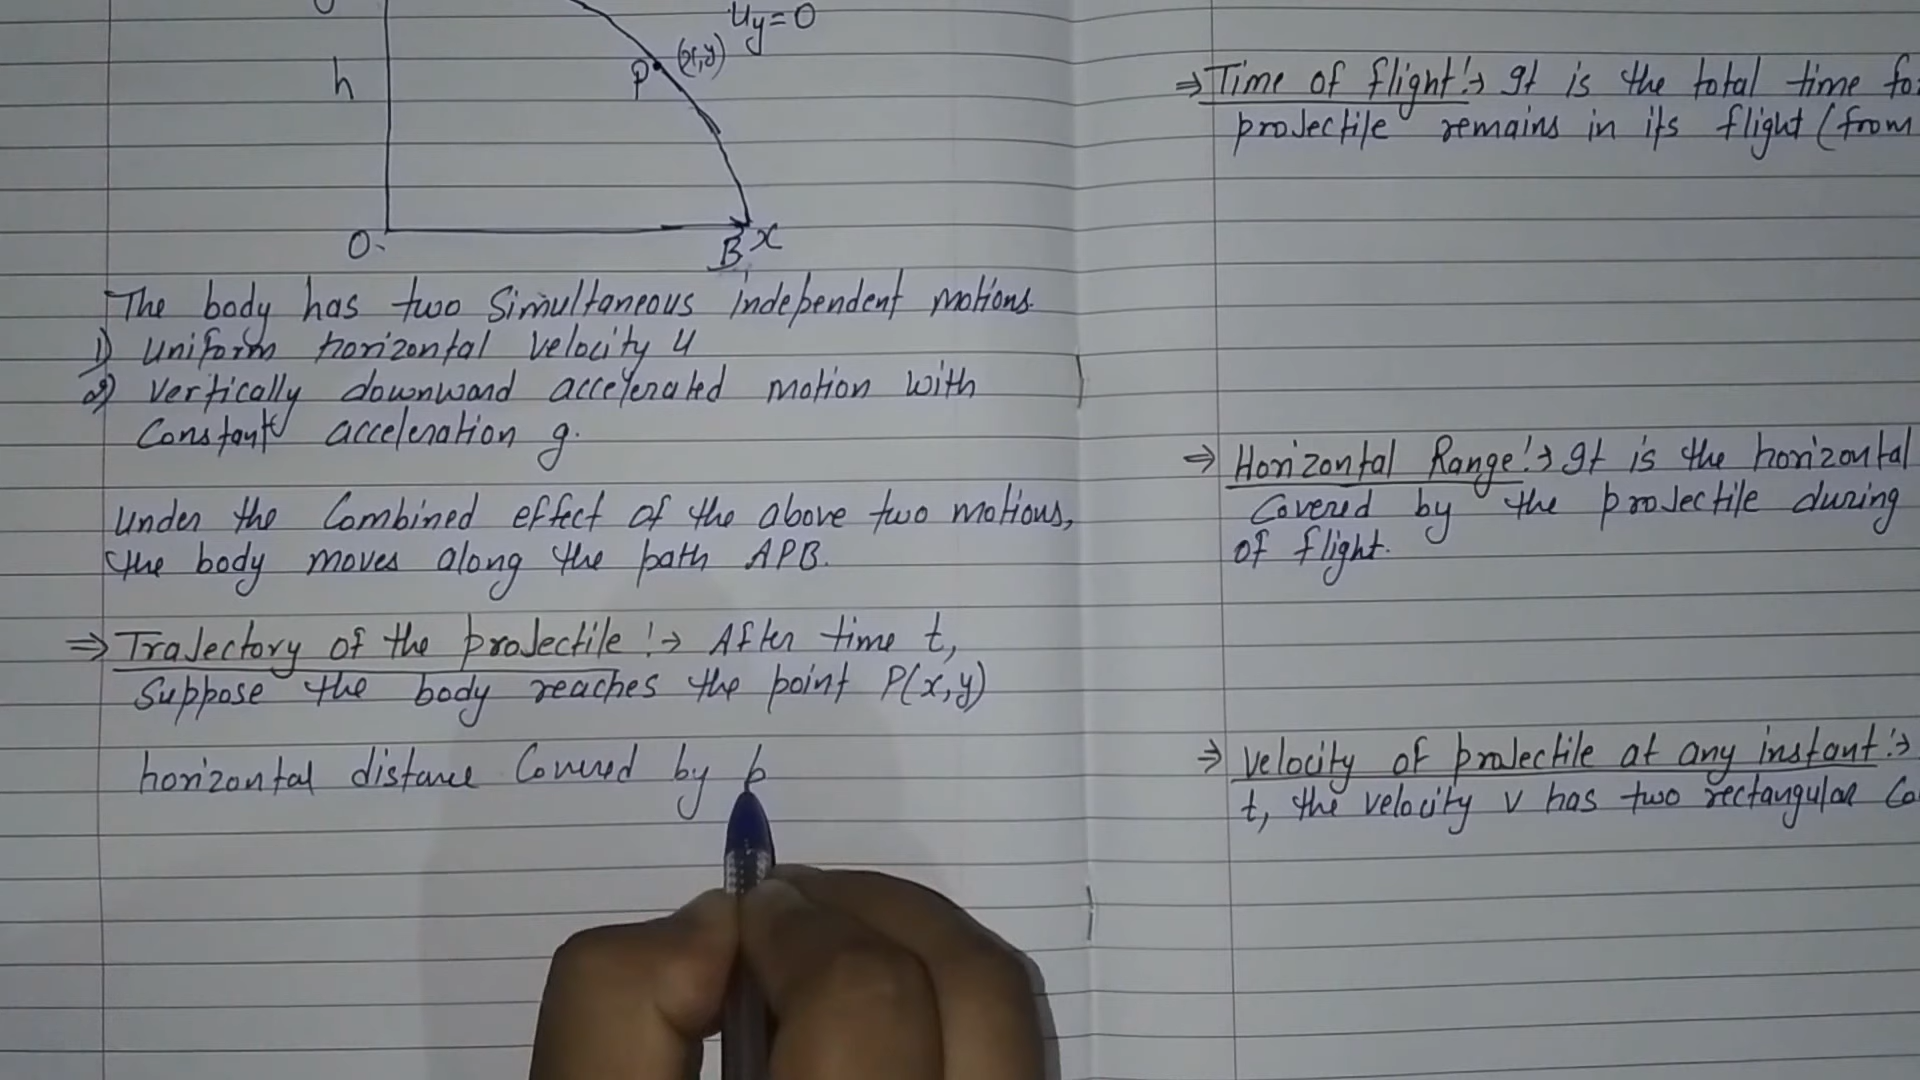 uy=0
h
P (x,y)
O
B X
The body has two Simultaneous independent motions.
1) uniform horizontal velocity u
2) vertically downward accelerated motion with
Constant acceleration g.
under the Combined effect of the above two motions,
the body moves along the path APB.
⇒ Trajectory of the projectile :→ After time t,
Suppose the body reaches the point P(x,y)
horizontal distance Covered by b
⇒ Time of flight :→ It is the total time fo
projectile remains in its flight (from
⇒ Horizontal Range :→ It is the horizontal
Covered by the projectile during
of flight.
⇒ velocity of projectile at any instant :→
t, the velocity v has two rectangular Co